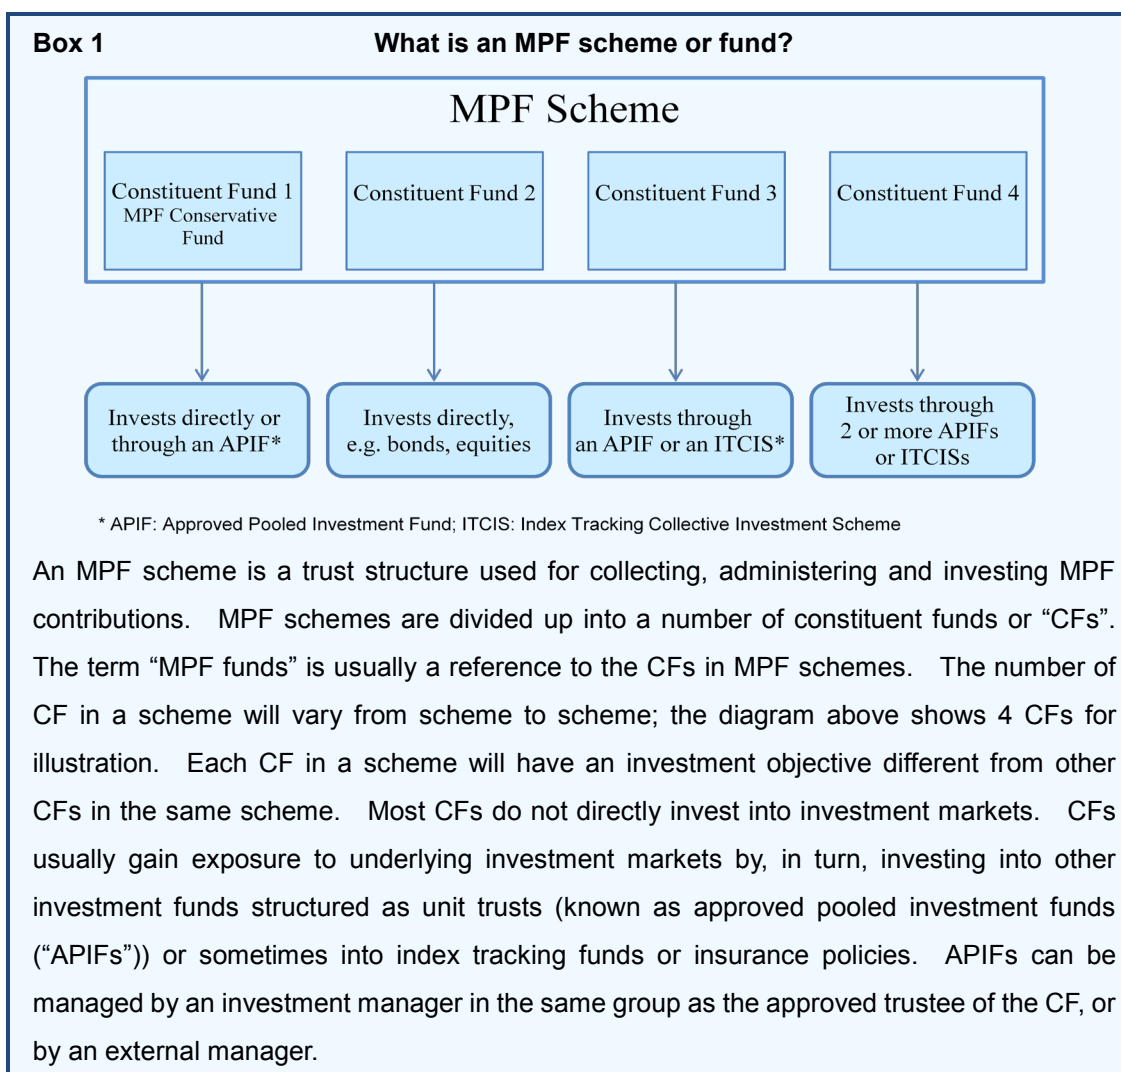 Box 1 What is an MPF scheme or fund?
MPF Scheme
Constituent Fund 1
MPF Conservative
Fund
Constituent Fund 2
Constituent Fund 3
Constituent Fund 4
Invests directly or
through an APIF*
Invests directly,
e.g. bonds, equities
Invests through
an APIF or an ITCIS*
Invests through
2 or more APIFs
or ITCISs
* APIF: Approved Pooled Investment Fund; ITCIS: Index Tracking Collective Investment Scheme
An MPF scheme is a trust structure used for collecting, administering and investing MPF
contributions. MPF schemes are divided up into a number of constituent funds or “CFs”.
The term “MPF funds” is usually a reference to the CFs in MPF schemes. The number of
CF in a scheme will vary from scheme to scheme; the diagram above shows 4 CFs for
illustration. Each CF in a scheme will have an investment objective different from other
CFs in the same scheme. Most CFs do not directly invest into investment markets. CFs
usually gain exposure to underlying investment markets by, in turn, investing into other
investment funds structured as unit trusts (known as approved pooled investment funds
(“APIFs”)) or sometimes into index tracking funds or insurance policies. APIFs can be
managed by an investment manager in the same group as the approved trustee of the CF, or
by an external manager.